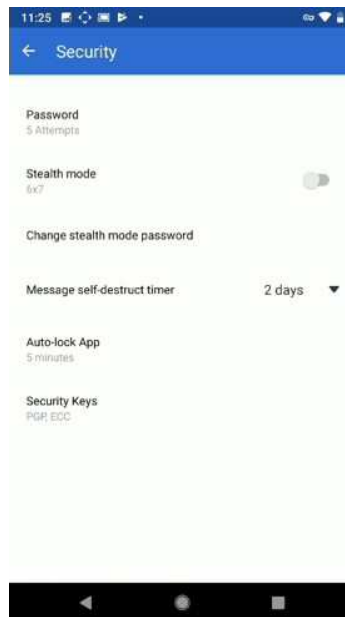 11:25
Security
Password
5 Attempts
Stealth mode
6x7
Change stealth mode password
Message self-destruct timer 2 days
Auto-lock App
5 minutes
Security Keys
PGP, ECC